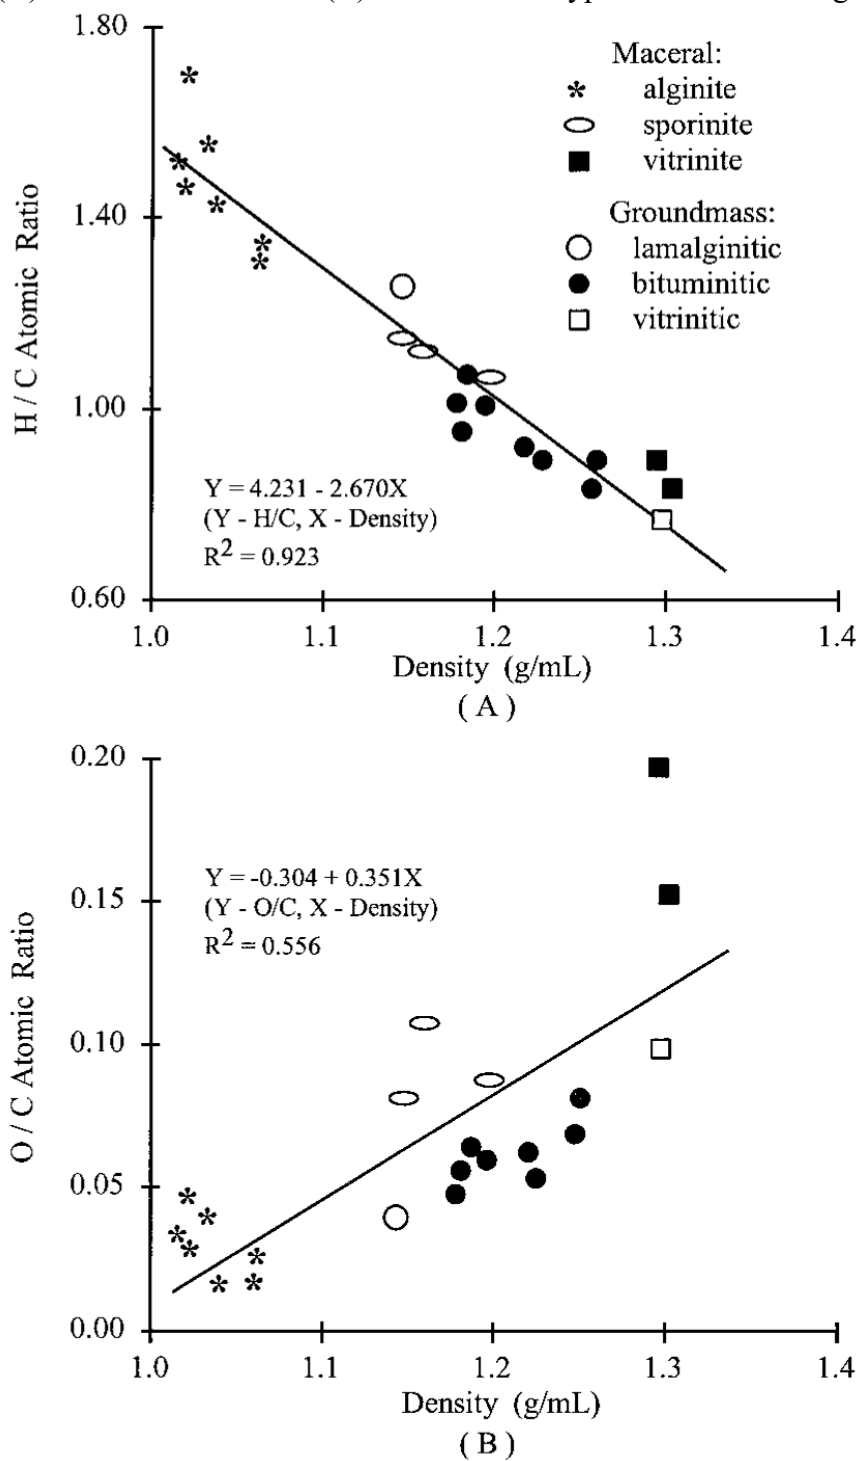 1.80
Maceral:
alginite
sporinite
vitrinite
Groundmass:
lamalginitic
bituminitic
vitrinitic
1.40
1.00
0.60
H / C Atomic Ratio
Y = 4.231 - 2.670X
(Y - H/C, X - Density)
R2 = 0.923
1.0 1.1 1.2 1.3 1.4
Density (g/mL)
( A )
0.20
0.15
0.10
0.05
0.00
O / C Atomic Ratio
Y = -0.304 + 0.351X
(Y - O/C, X - Density)
R2 = 0.556
1.0 1.1 1.2 1.3 1.4
Density (g/mL)
( B )